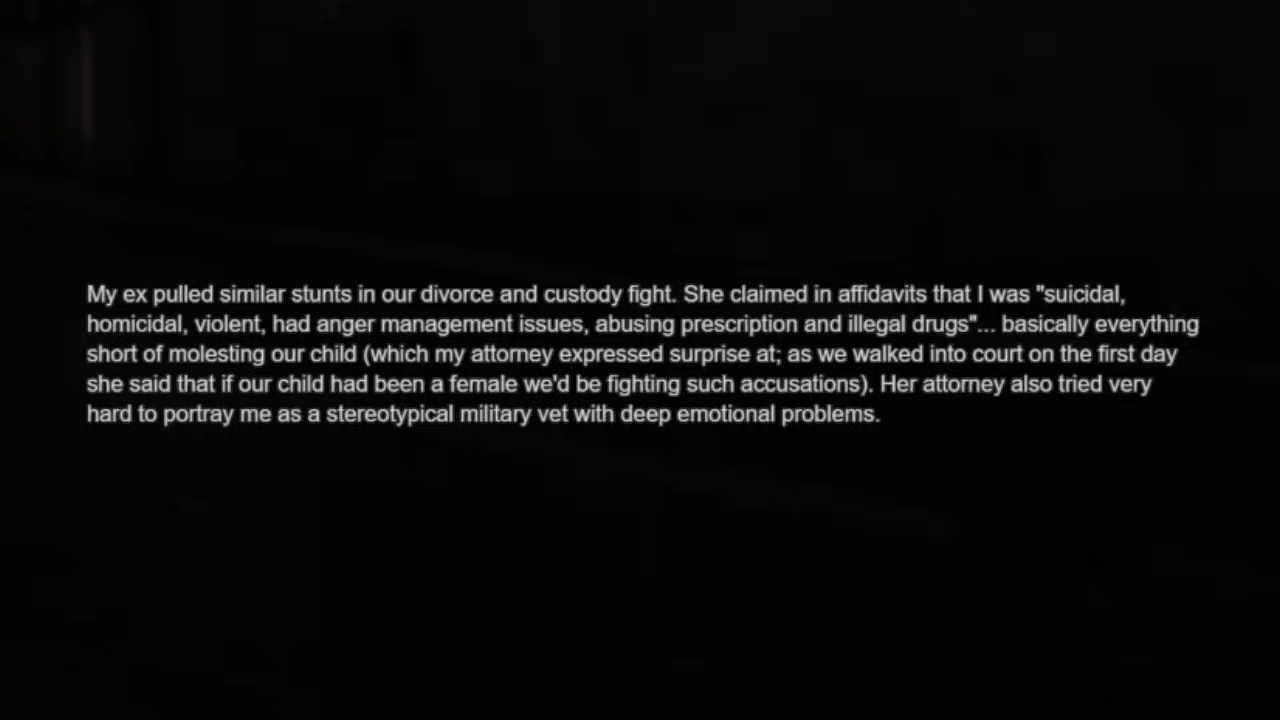 My ex pulled similar stunts in our divorce and custody fight. She claimed in affidavits that I was "suicidal,
homicidal, violent, had anger management issues, abusing prescription and illegal drugs"... basically everything
short of molesting our child (which my attorney expressed surprise at; as we walked into court on the first day
she said that if our child had been a female we'd be fighting such accusations). Her attorney also tried very
hard to portray me as a stereotypical military vet with deep emotional problems.